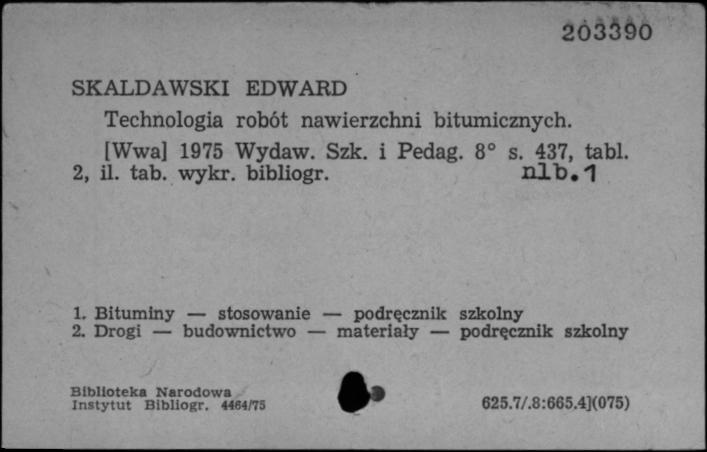 203390
SKALDAWSKI EDWARD
Technologia robót nawierzchni bitumicznych.
[Wwa] 1975 Wydaw. Szk. i Pedag. 8° s. 437, tabl.
2, il. tab. wykr. bibliogr. nlb.1
1. Bituminy — stosowanie — podręcznik szkolny
2. Drogi — budownictwo — materiały — podręcznik szkolny
Biblioteka Narodowa
Instytut Bibliogr. 4464/75
625.7/.8:665.4](075)